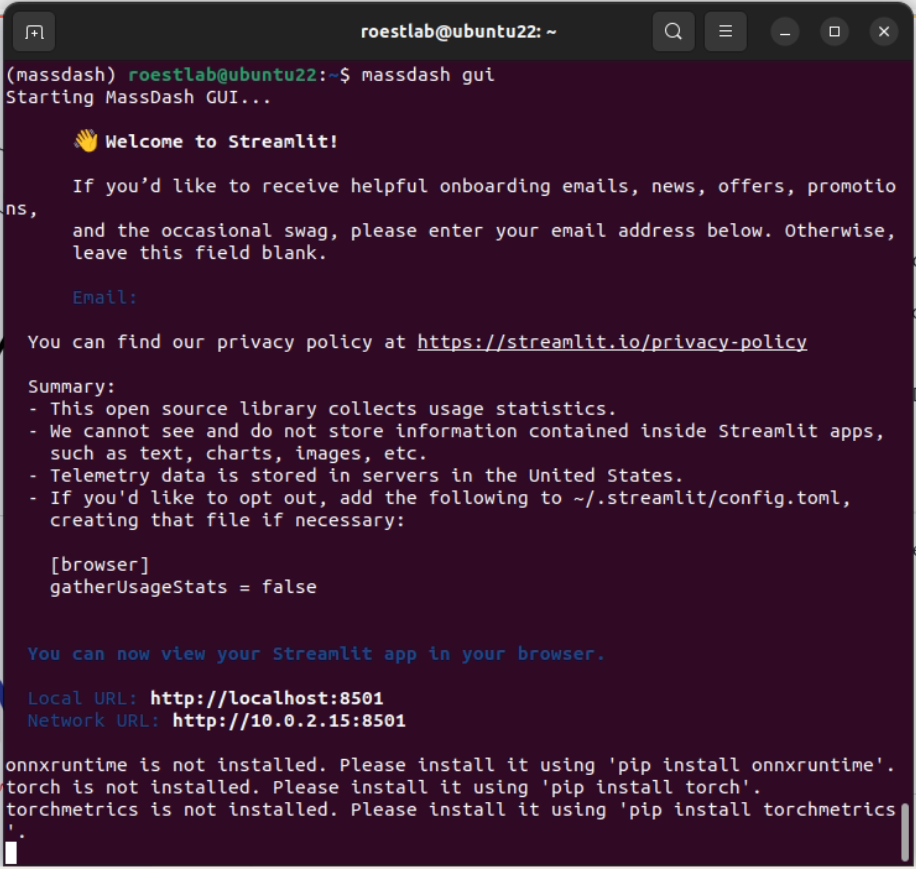 roestlab@ubuntu22: ~
(massdash) roestlab@ubuntu22:~$ massdash gui
Starting MassDash GUI...
👋 Welcome to Streamlit!
If you’d like to receive helpful onboarding emails, news, offers, promotio
ns,
and the occasional swag, please enter your email address below. Otherwise,
leave this field blank.
Email:
You can find our privacy policy at https://streamlit.io/privacy-policy
Summary:
- This open source library collects usage statistics.
- We cannot see and do not store information contained inside Streamlit apps,
such as text, charts, images, etc.
- Telemetry data is stored in servers in the United States.
- If you'd like to opt out, add the following to ~/.streamlit/config.toml,
creating that file if necessary:
[browser]
gatherUsageStats = false
You can now view your Streamlit app in your browser.
Local URL: http://localhost:8501
Network URL: http://10.0.2.15:8501
onnxruntime is not installed. Please install it using 'pip install onnxruntime'.
torch is not installed. Please install it using 'pip install torch'.
torchmetrics is not installed. Please install it using 'pip install torchmetrics
'.